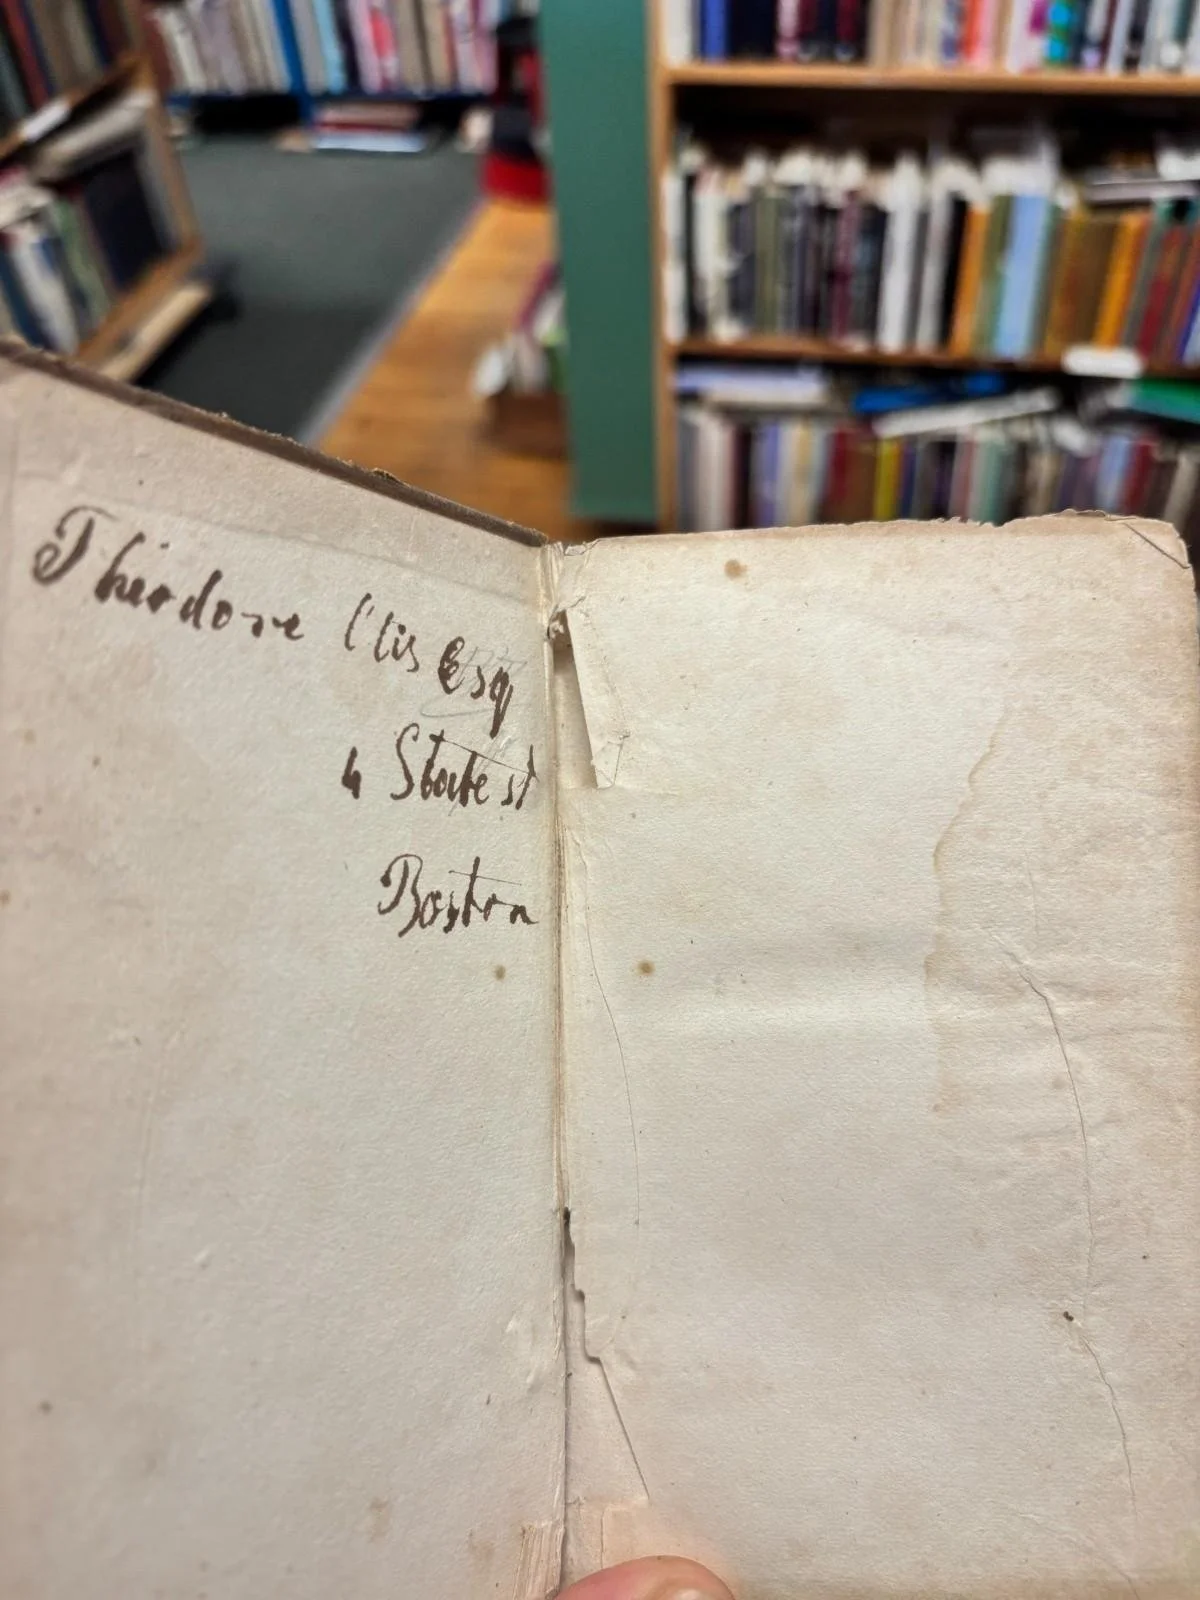 Theodore Otis Esq
4 State st
Boston